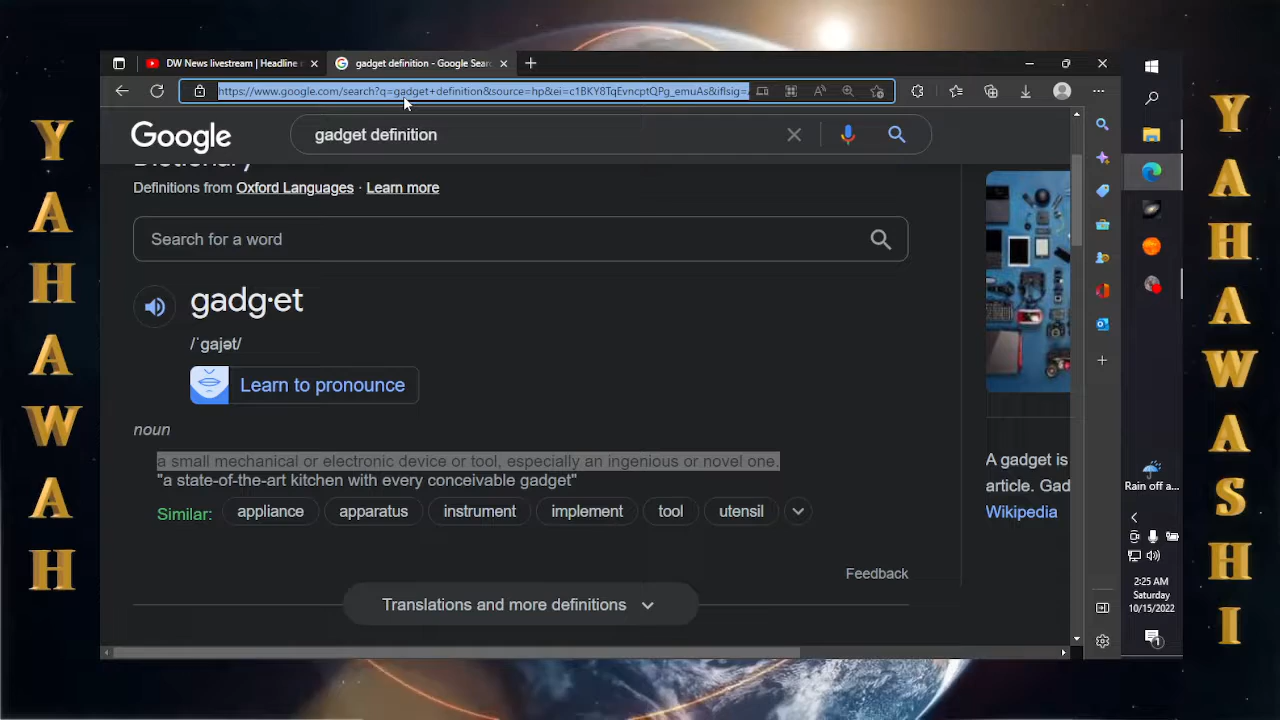 YAHAWAH
DW News livestream | Headline
gadget definition - Google Sear
https://www.google.com/search?q=gadget+definition&source=hp&ei=c1BKY8TqEvncptQPg_emuAs&iflsig=
Google
gadget definition
Dictionary
Definitions from Oxford Languages · Learn more
Search for a word
gadg·et
/ˈgajət/
Learn to pronounce
noun
a small mechanical or electronic device or tool, especially an ingenious or novel one.
"a state-of-the-art kitchen with every conceivable gadget"
Similar:
appliance
apparatus
instrument
implement
tool
utensil
Feedback
Translations and more definitions
A gadget is
article. Gad
Wikipedia
Rain off a...
2:25 AM
Saturday
10/15/2022
1
YAHAWASHI